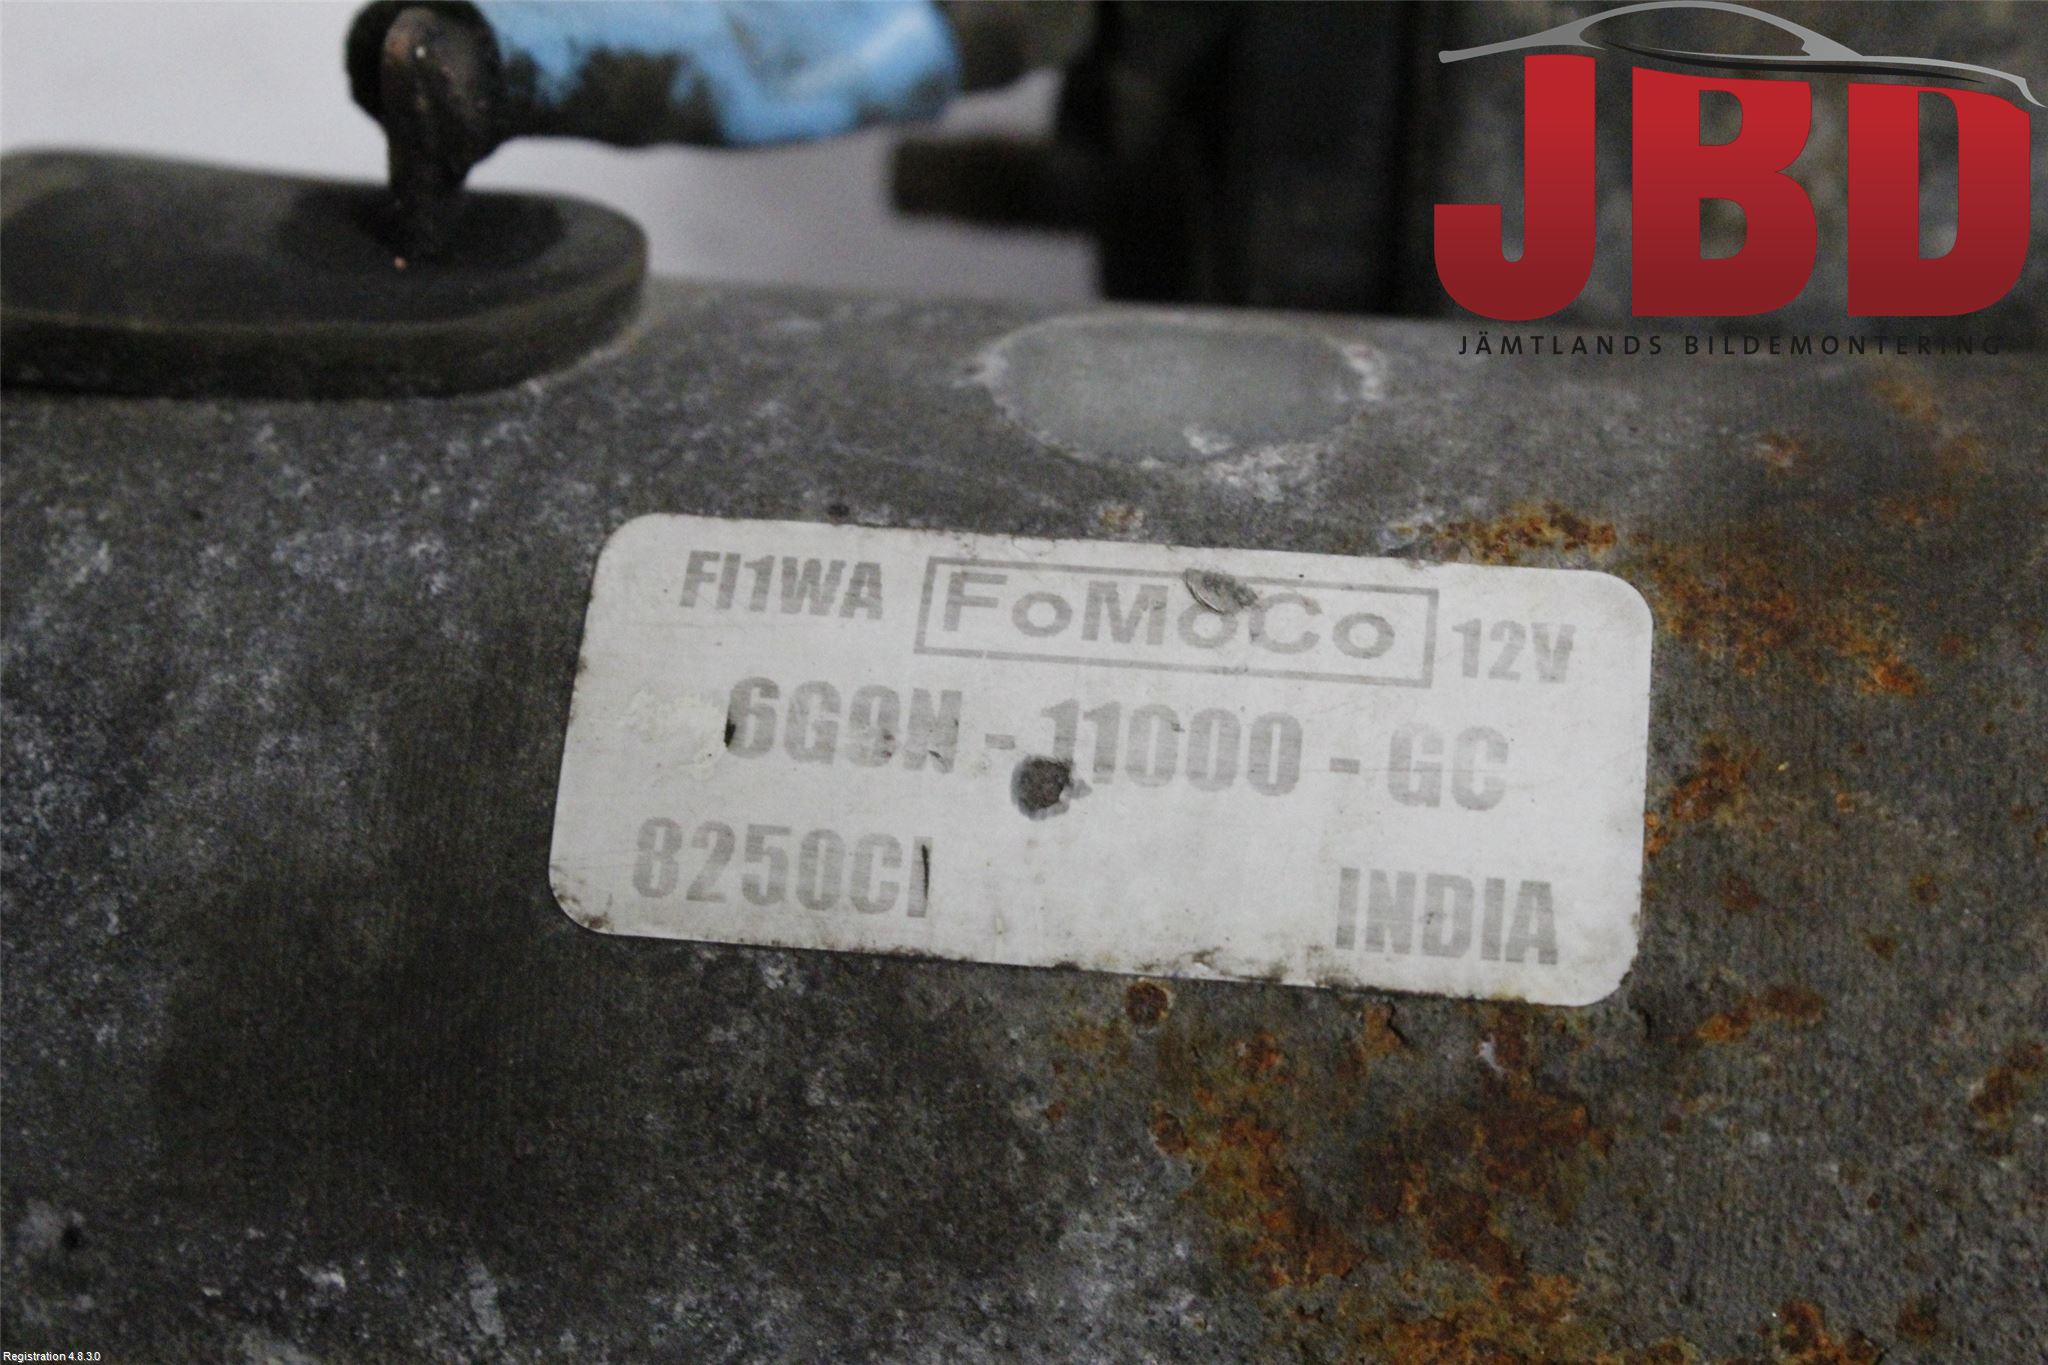 JBD
JÄMTLANDS BILDEMONTERING
FI1WA FoMoCo 12V
6G9N - 11000 - GC
8250CI
INDIA
Registration 4.8.3.0